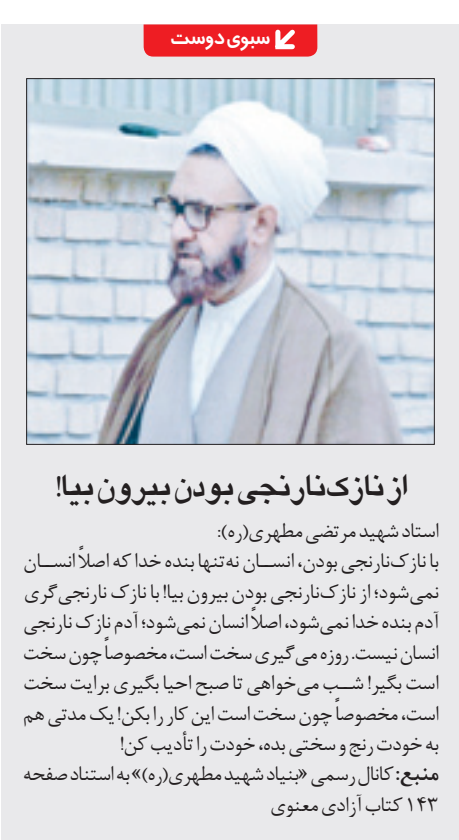 سبوی دوست
از نازک‌نارنجی بودن بیرون بیا!
استاد شهید مرتضی مطهری(ره):
با نازک‌نارنجی بودن، انسان نه‌تنها بنده خدا که اصلاً انسان
نمی‌شود؛ از نازک‌نارنجی بودن بیرون بیا! با نازک نارنجی‌گری
آدم بنده خدا نمی‌شود، اصلاً انسان نمی‌شود؛ آدم نازک نارنجی
انسان نیست. روزه می‌گیری سخت است، مخصوصاً چون سخت
است بگیر! شب می‌خواهی تا صبح احیا بگیری برایت سخت
است، مخصوصاً چون سخت است این کار را بکن! یک مدتی هم
به خودت رنج و سختی بده، خودت را تأدیب کن!
منبع: کانال رسمی «بنیاد شهید مطهری(ره)» به استناد صفحه
۱۴۳ کتاب آزادی معنوی